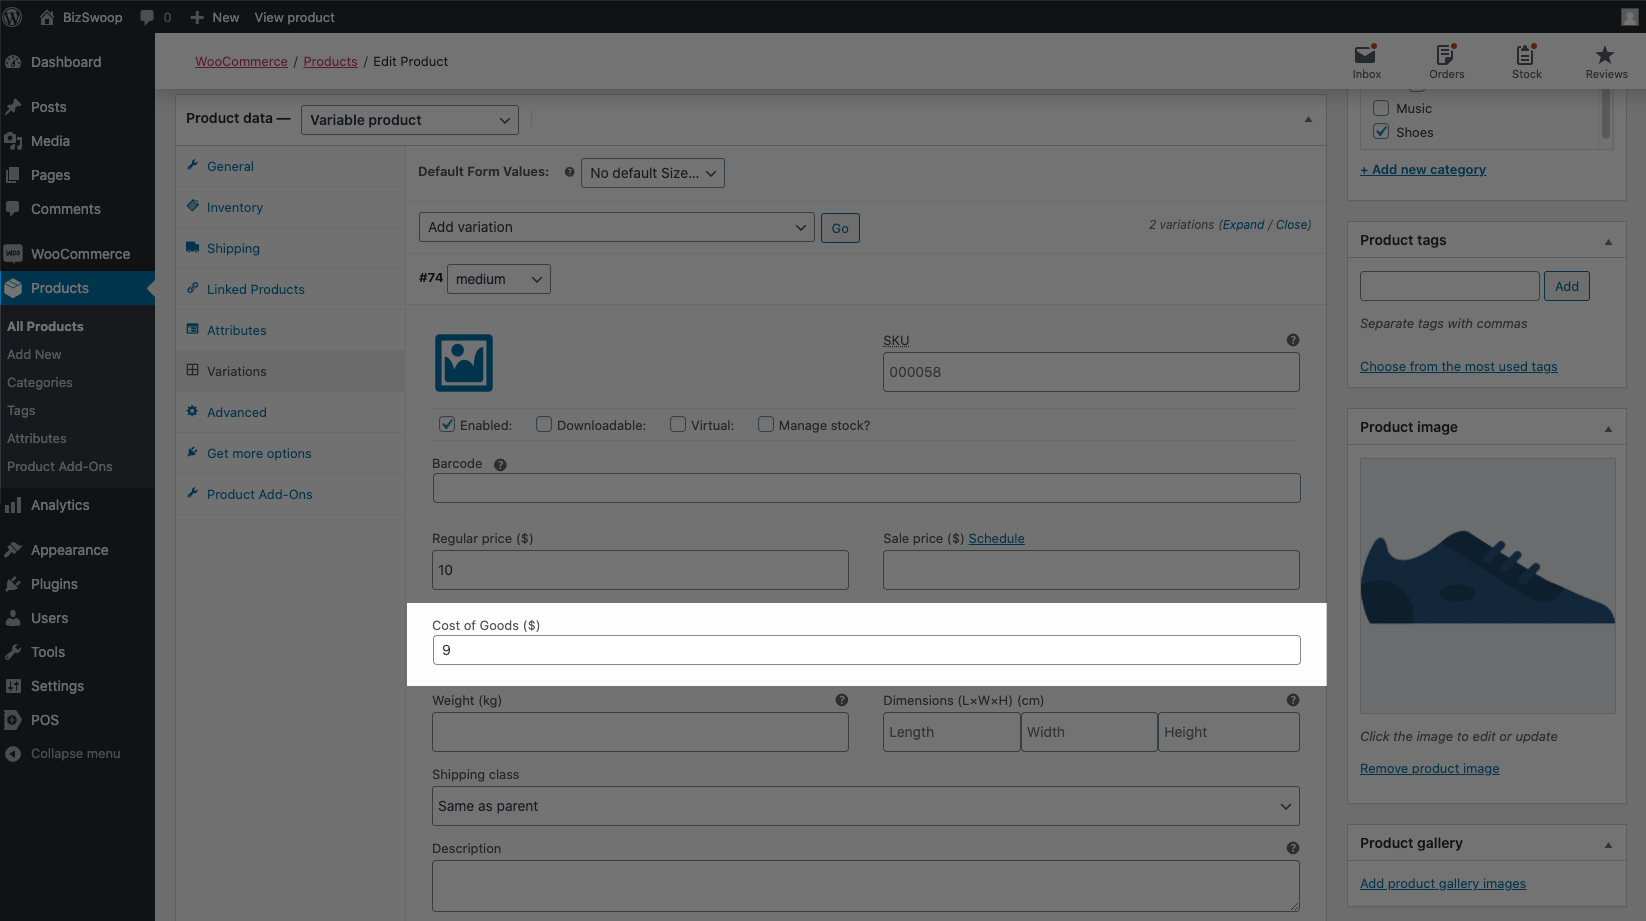 BizSwoop 0 New View product
WooCommerce / Products / Edit Product
Inbox Orders Stock Reviews
Dashboard
Posts
Media
Pages
Comments
WooCommerce
Products
All Products
Add New
Categories
Tags
Attributes
Product Add-Ons
Analytics
Appearance
Plugins
Users
Tools
Settings
POS
Collapse menu
Product data — Variable product
General
Inventory
Shipping
Linked Products
Attributes
Variations
Advanced
Get more options
Product Add-Ons
Default Form Values: No default Size...
Add variation Go 2 variations (Expand / Close)
#74 medium
SKU
000058
Enabled: Downloadable: Virtual: Manage stock?
Barcode
Regular price ($) Sale price ($) Schedule
10
Cost of Goods ($)
9
Weight (kg) Dimensions (L×W×H) (cm)
Length Width Height
Shipping class
Same as parent
Description
Music
Shoes
+ Add new category
Product tags
Add
Separate tags with commas
Choose from the most used tags
Product image
Click the image to edit or update
Remove product image
Product gallery
Add product gallery images